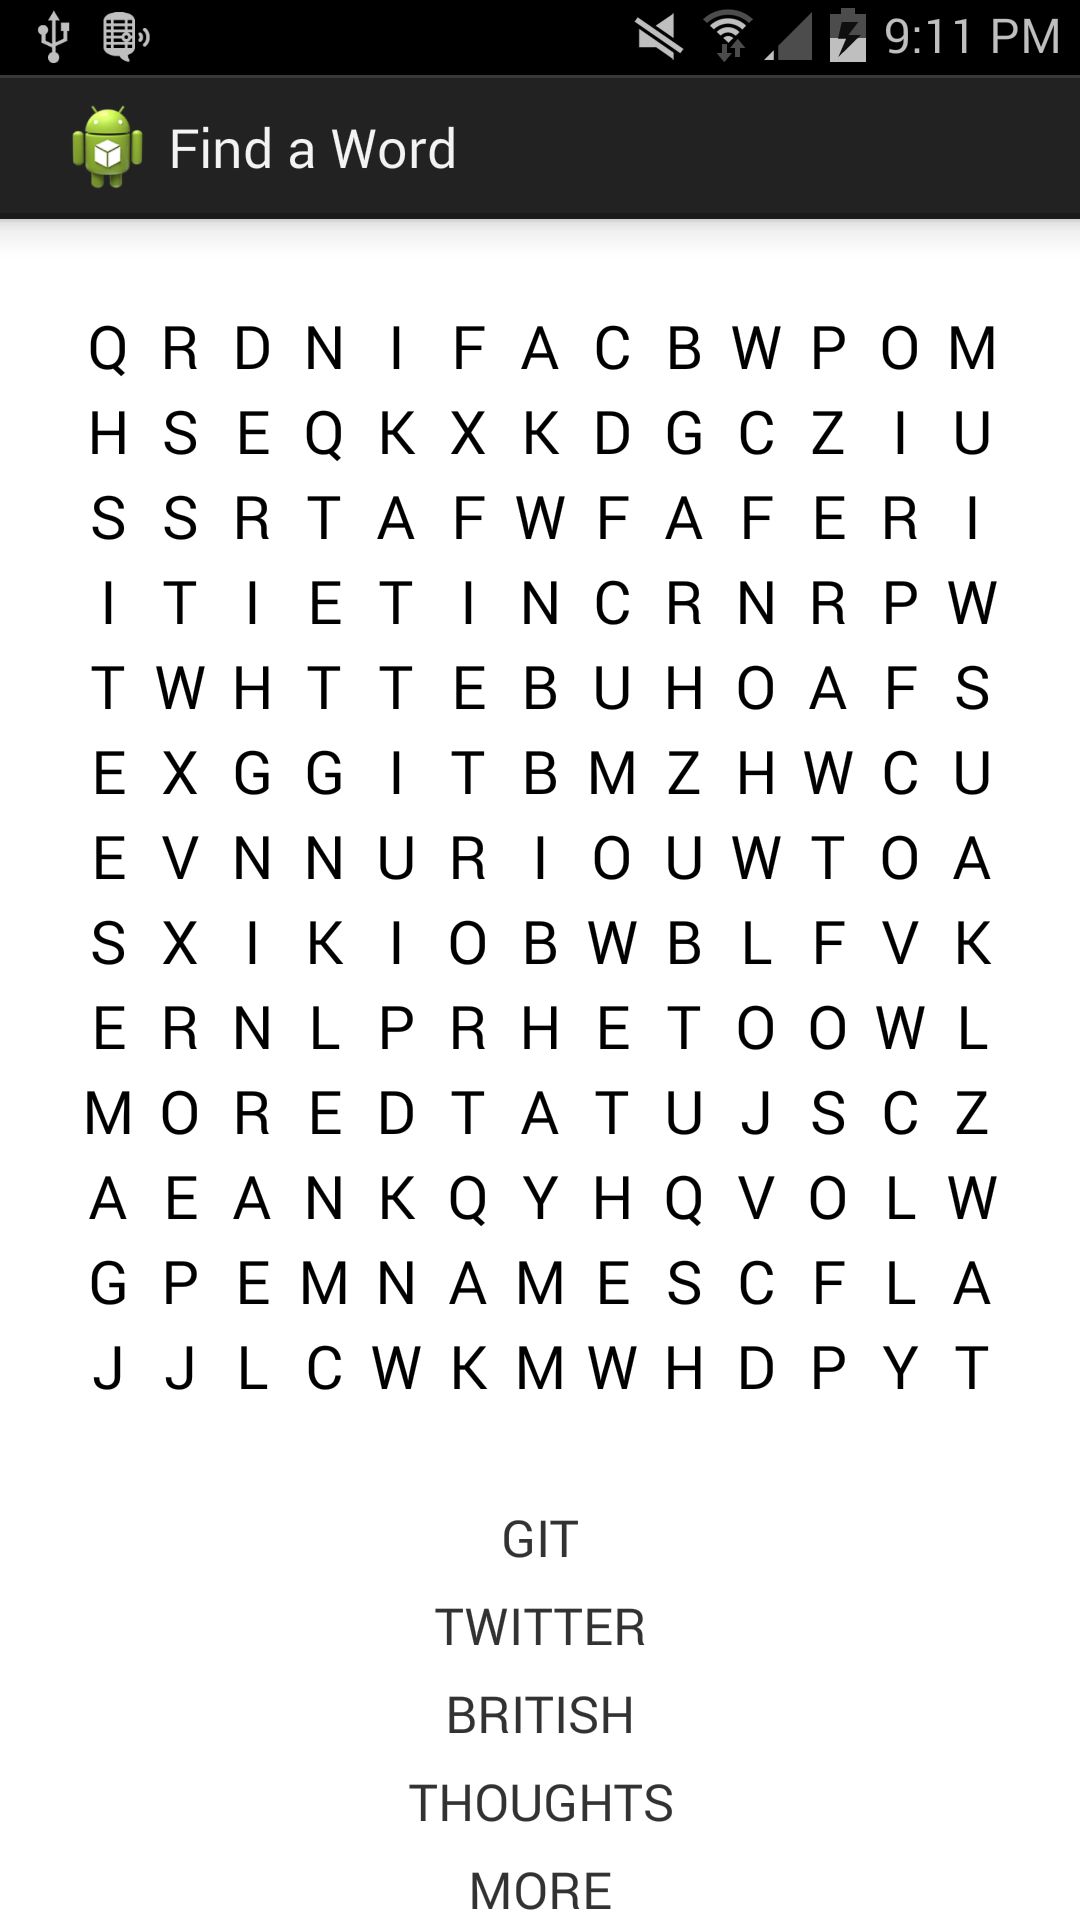 9:11 PM
Find a Word
Q R D N I F A C B W P O M
H S E Q K X K D G C Z I U
S S R T A F W F A F E R I
I T I E T I N C R N R P W
T W H T T E B U H O A F S
E X G G I T B M Z H W C U
E V N N U R I O U W T O A
S X I K I O B W B L F V K
E R N L P R H E T O O W L
M O R E D T A T U J S C Z
A E A N K Q Y H Q V O L W
G P E M N A M E S C F L A
J J L C W K M W H D P Y T
GIT
TWITTER
BRITISH
THOUGHTS
MORE